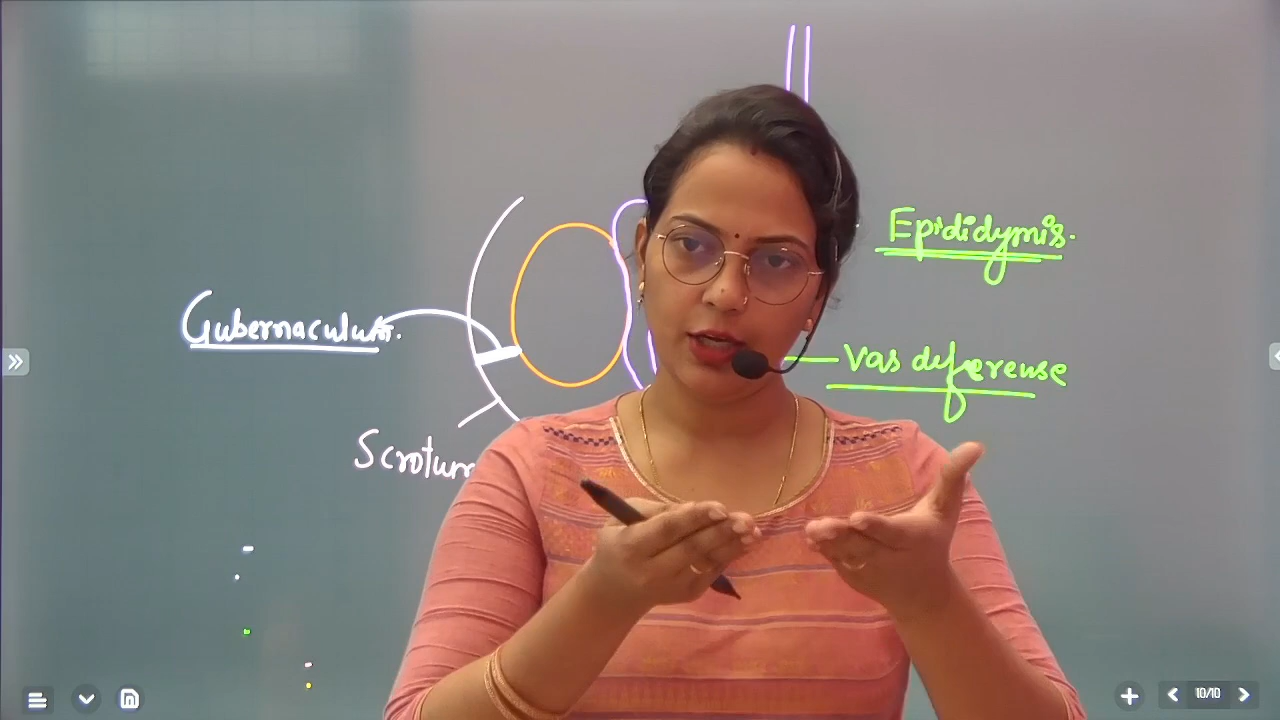 Epididymis.
Gubernaculum.
Vas deferense
Scrotum
10/10